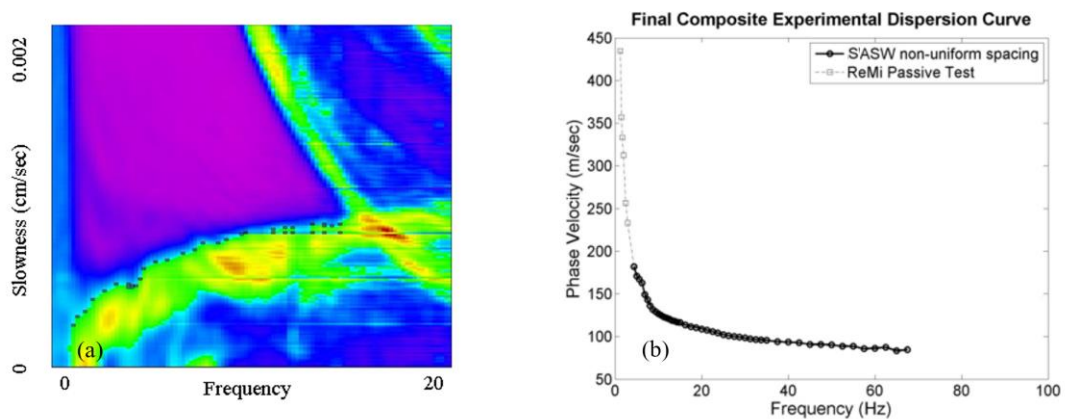 0.002
Slowness (cm/sec)
0
(a)
0
Frequency
20
Final Composite Experimental Dispersion Curve
S'ASW non-uniform spacing
ReMi Passive Test
450
400
350
300
250
200
150
100
50
Phase Velocity (m/sec)
(b)
0
20
40
60
80
100
Frequency (Hz)